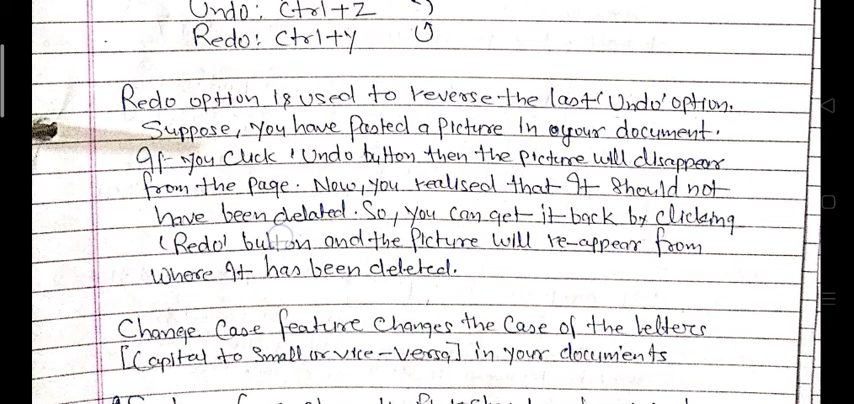 Undo: Ctrl+Z
Redo: Ctrl+y
Redo option is used to reverse the last 'Undo' option.
Suppose, you have Pasted a Picture in your document.
If you Click 'Undo button then the picture will disappear
from the page. Now, you realised that It should not
have been delated. So, you can get it back by clicking
'Redo' button and the Picture will re-appear from
where It has been deleted.
Change Case feature Changes the Case of the letters
[Capital to Small or vice-versa] in your documents